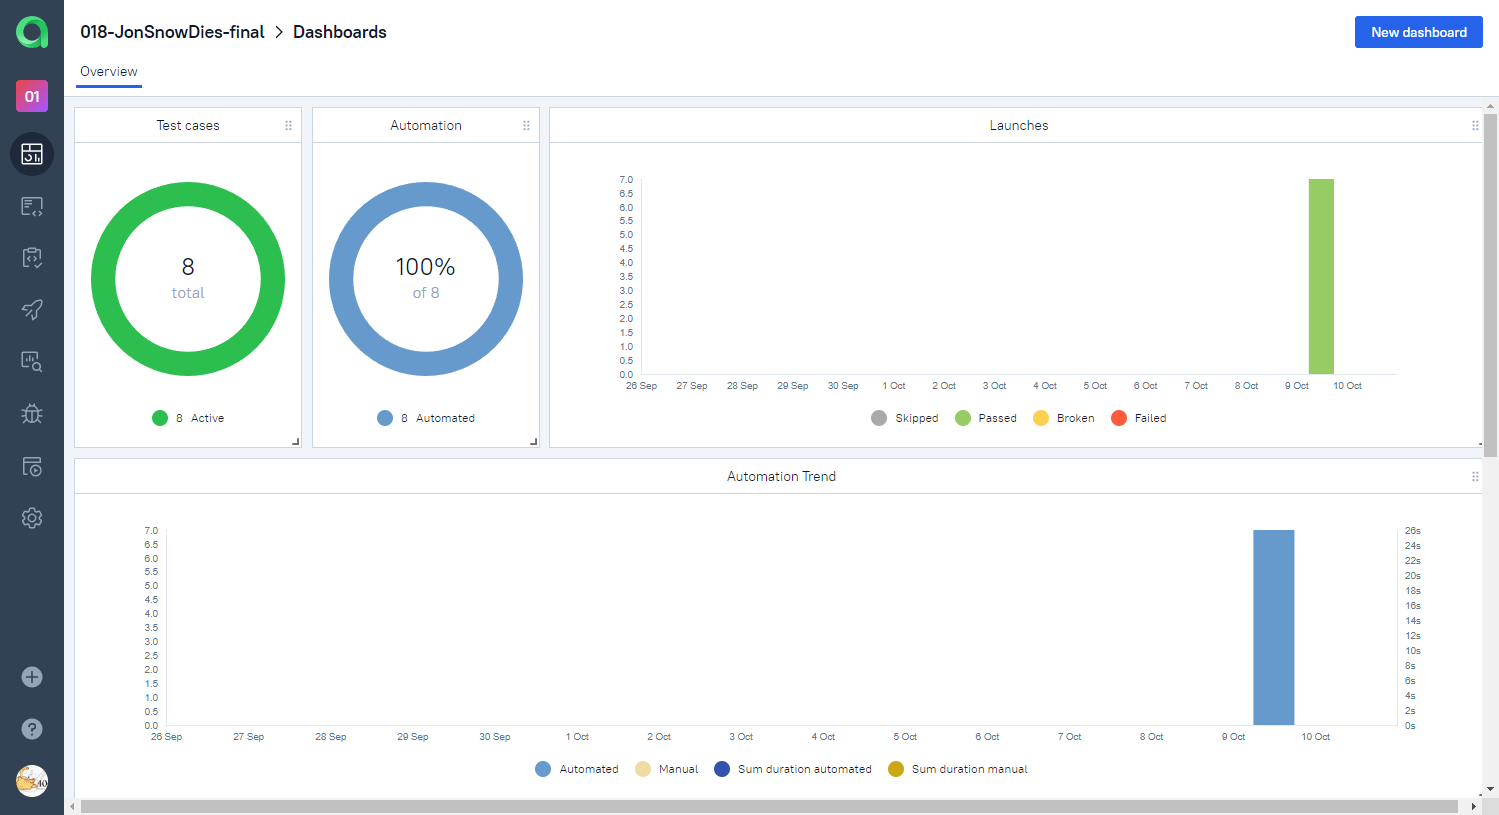 018-JonSnowDies-final > Dashboards
New dashboard
Overview
01
Test cases
8
total
8 Active
Automation
100%
of 8
8 Automated
Launches
7.0
6.5
6.0
5.5
5.0
4.5
4.0
3.5
3.0
2.5
2.0
1.5
1.0
0.5
0.0
26 Sep 27 Sep 28 Sep 29 Sep 30 Sep 1 Oct 2 Oct 3 Oct 4 Oct 5 Oct 6 Oct 7 Oct 8 Oct 9 Oct 10 Oct
Skipped Passed Broken Failed
Automation Trend
7.0
6.5
6.0
5.5
5.0
4.5
4.0
3.5
3.0
2.5
2.0
1.5
1.0
0.5
0.0
26s
24s
22s
20s
18s
16s
14s
12s
10s
8s
6s
4s
2s
0s
26 Sep 27 Sep 28 Sep 29 Sep 30 Sep 1 Oct 2 Oct 3 Oct 4 Oct 5 Oct 6 Oct 7 Oct 8 Oct 9 Oct 10 Oct
Automated Manual Sum duration automated Sum duration manual